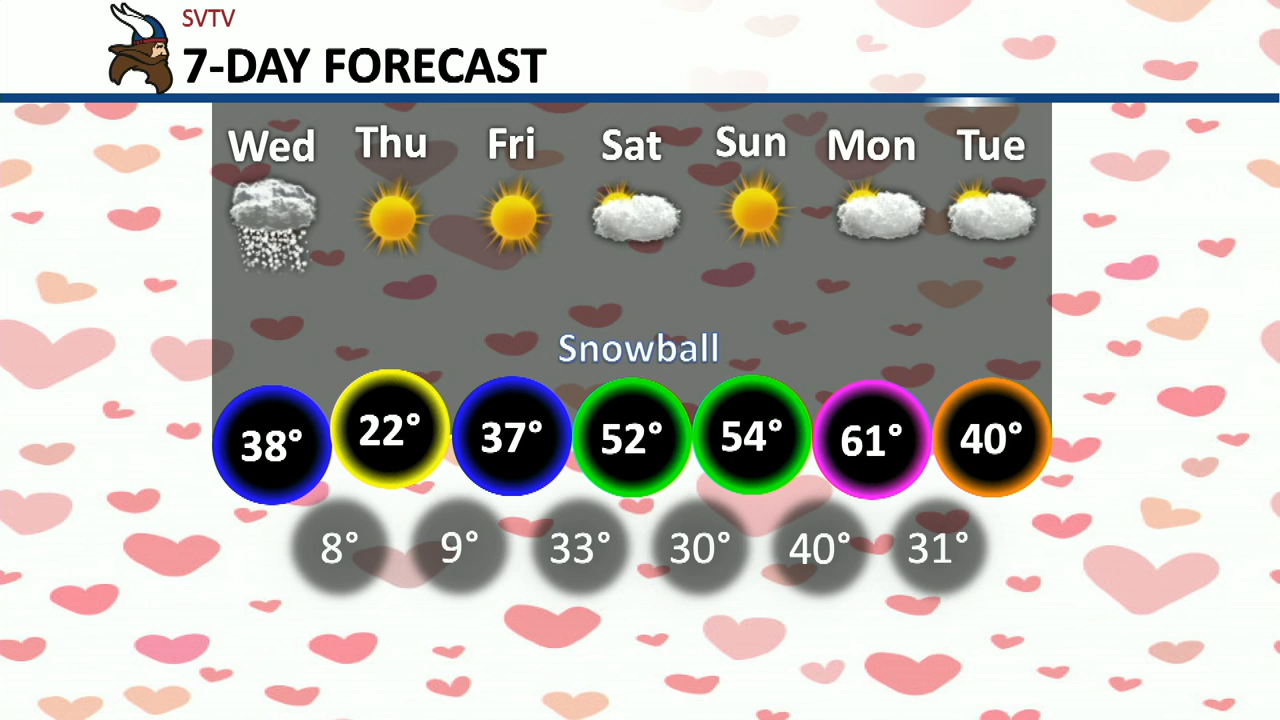 SVTV
7-DAY FORECAST
Wed Thu Fri Sat Sun Mon Tue
Snowball
38° 22° 37° 52° 54° 61° 40°
8° 9° 33° 30° 40° 31°